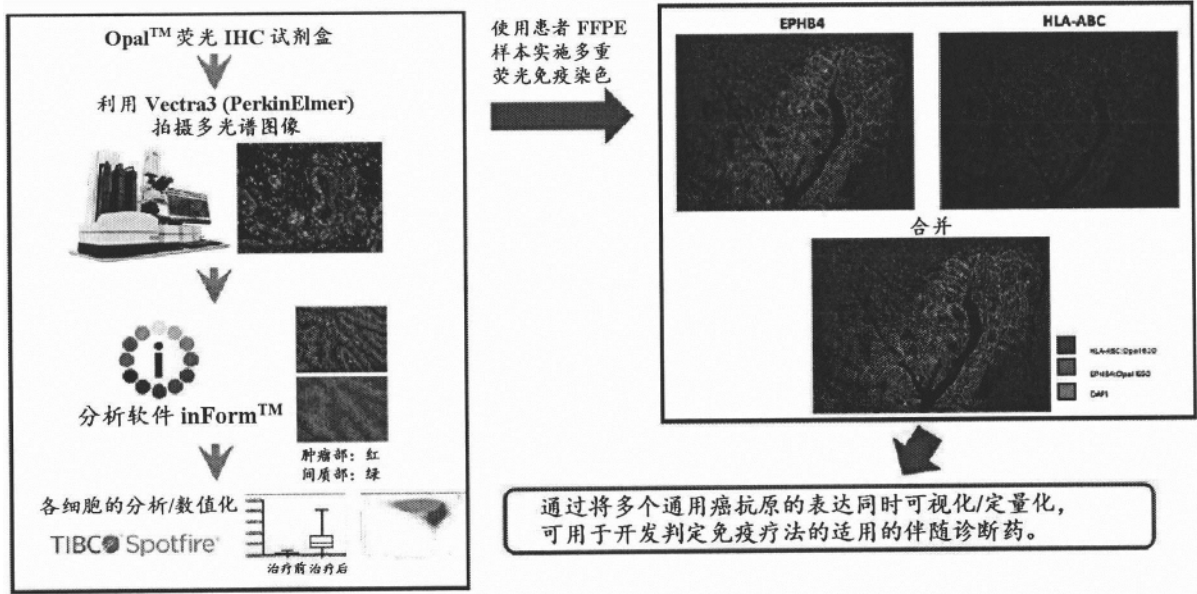 Opal™ 荧光 IHC 试剂盒
利用 Vectra3 (PerkinElmer)
拍摄多光谱图像
i
分析软件 inForm™
肿瘤部：红
间质部：绿
各细胞的分析/数值化
TIBCO Spotfire®
治疗前 治疗后
使用患者 FFPE
样本实施多重
荧光免疫染色
EPHB4
HLA-ABC
合并
HLA-ABC:Opal620
EPHB4:Opal690
DAPI
通过将多个通用癌抗原的表达同时可视化/定量化，
可用于开发判定免疫疗法的适用的伴随诊断药。